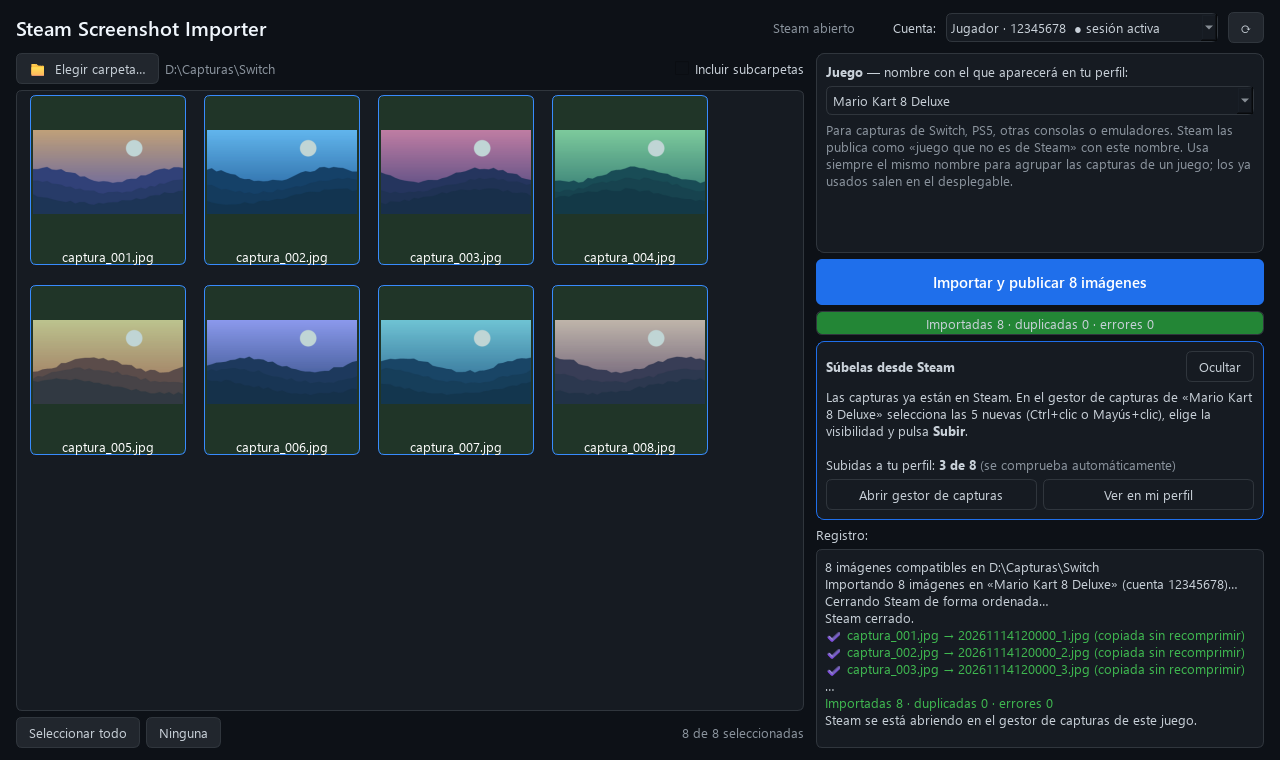 Steam Screenshot Importer
Steam abierto
Cuenta:
Jugador · 12345678 ● sesión activa
⟳
Elegir carpeta...
D:\Capturas\Switch
Incluir subcarpetas
captura_001.jpg
captura_002.jpg
captura_003.jpg
captura_004.jpg
captura_005.jpg
captura_006.jpg
captura_007.jpg
captura_008.jpg
Seleccionar todo
Ninguna
8 de 8 seleccionadas
Juego — nombre con el que aparecerá en tu perfil:
Mario Kart 8 Deluxe
Para capturas de Switch, PS5, otras consolas o emuladores. Steam las
publica como «juego que no es de Steam» con este nombre. Usa
siempre el mismo nombre para agrupar las capturas de un juego; los ya
usados salen en el desplegable.
Importar y publicar 8 imágenes
Importadas 8 · duplicadas 0 · errores 0
Súbelas desde Steam
Ocultar
Las capturas ya están en Steam. En el gestor de capturas de «Mario Kart
8 Deluxe» selecciona las 5 nuevas (Ctrl+clic o Mayús+clic), elige la
visibilidad y pulsa Subir.
Subidas a tu perfil: 3 de 8 (se comprueba automáticamente)
Abrir gestor de capturas
Ver en mi perfil
Registro:
8 imágenes compatibles en D:\Capturas\Switch
Importando 8 imágenes en «Mario Kart 8 Deluxe» (cuenta 12345678)...
Cerrando Steam de forma ordenada...
Steam cerrado.
✔ captura_001.jpg → 20261114120000_1.jpg (copiada sin recomprimir)
✔ captura_002.jpg → 20261114120000_2.jpg (copiada sin recomprimir)
✔ captura_003.jpg → 20261114120000_3.jpg (copiada sin recomprimir)
...
Importadas 8 · duplicadas 0 · errores 0
Steam se está abriendo en el gestor de capturas de este juego.